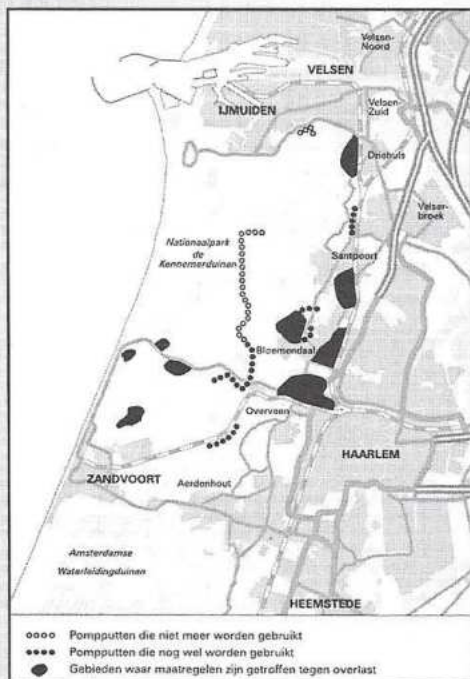 Velsen-
Noord
VELSEN
Velsen-
Zuid
IJMUIDEN
Driehuis
Velser-
broek
Nationaalpark
de
Kennemerduinen
Santpoort
Bloemendaal
Overveen
HAARLEM
ZANDVOORT
Aerdenhout
Amsterdamse
Waterleidingduinen
HEEMSTEDE
Pompputten die niet meer worden gebruikt
Pompputten die nog wel worden gebruikt
Gebieden waar maatregelen zijn getroffen tegen overlast